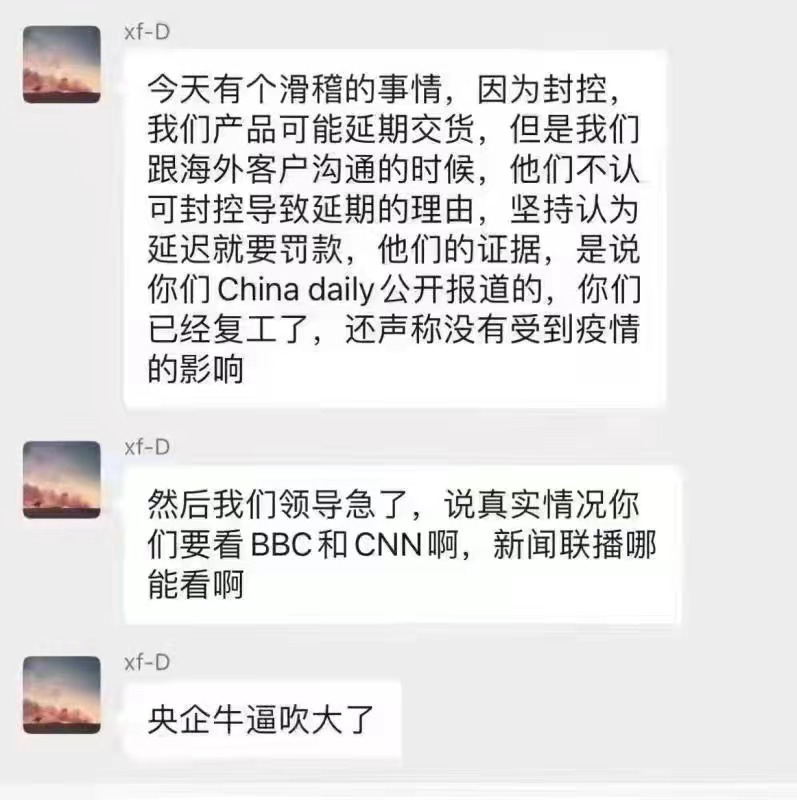 xf-D
今天有个滑稽的事情，因为封控，
我们产品可能延期交货，但是我们
跟海外客户沟通的时候，他们不认
可封控导致延期的理由，坚持认为
延迟就要罚款，他们的证据，是说
你们China daily公开报道的，你们
已经复工了，还声称没有受到疫情
的影响
xf-D
然后我们领导急了，说真实情况你
们要看BBC和CNN啊，新闻联播哪
能看啊
xf-D
央企牛逼吹大了